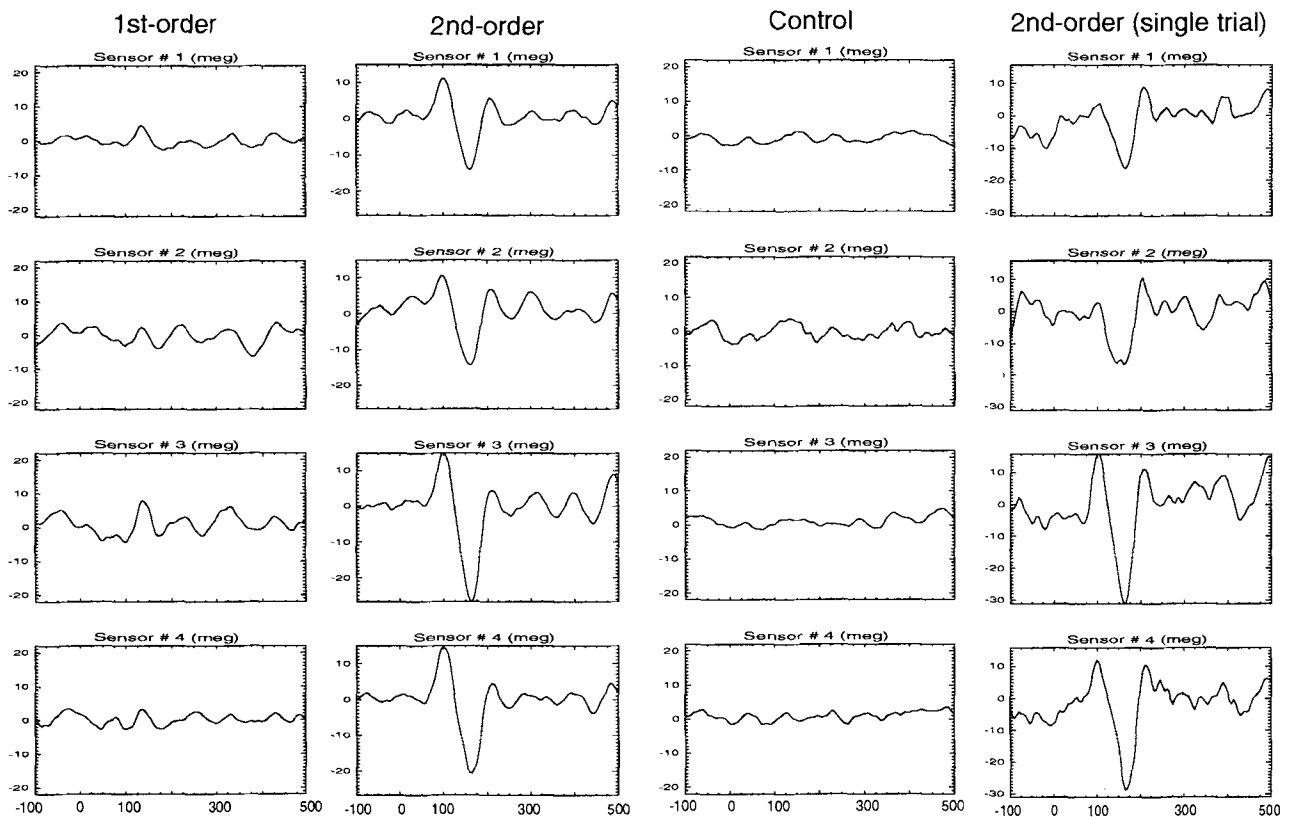 1st-order 2nd-order Control 2nd-order (single trial)
Sensor # 1 (meg) Sensor # 1 (meg) Sensor # 1 (meg) Sensor # 1 (meg)
20 10 20 10
10 0 10 0
0 -10 0 -10
-10 -20 -10 -20
-20 -20 -30
Sensor # 2 (meg) Sensor # 2 (meg) Sensor # 2 (meg) Sensor # 2 (meg)
20 10 20 10
10 0 10 0
0 -10 0 -10
-10 -20 -10
-20 -20 -30
Sensor # 3 (meg) Sensor # 3 (meg) Sensor # 3 (meg) Sensor # 3 (meg)
20 10 20 10
10 0 10 0
0 -10 0 -10
-10 -20 -10 -20
-20 -20 -30
Sensor # 4 (meg) Sensor # 4 (meg) Sensor # 4 (meg) Sensor # 4 (meg)
20 10 20 10
10 0 10 0
0 -10 0 -10
-10 -20 -10 -20
-20 -20 -30
-100 0 100 200 300 400 500 -100 0 100 200 300 400 500 -100 0 100 200 300 400 500 -100 0 100 200 300 400 500